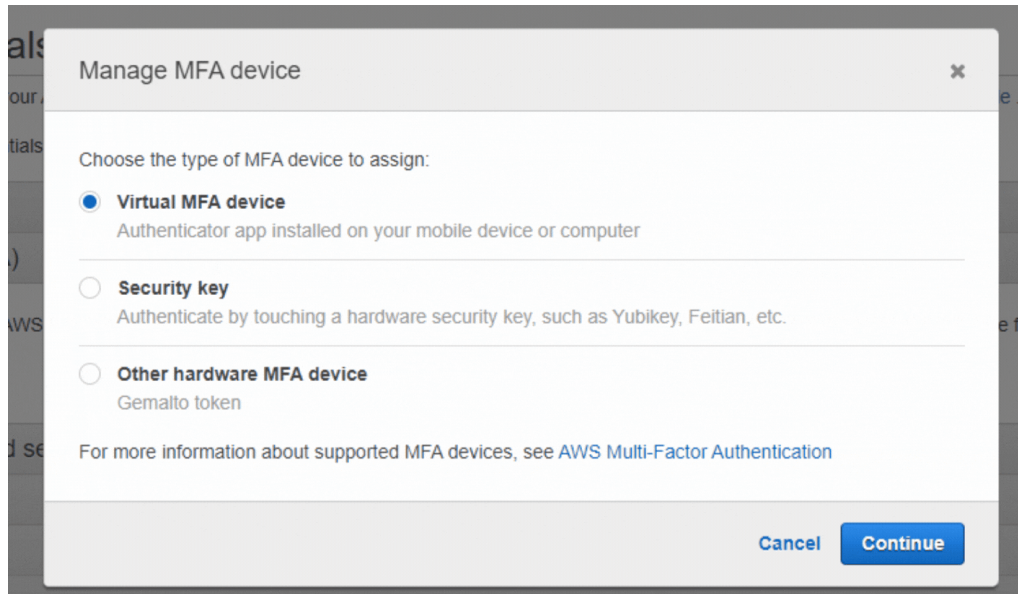 Manage MFA device
Choose the type of MFA device to assign:
Virtual MFA device
Authenticator app installed on your mobile device or computer
Security key
Authenticate by touching a hardware security key, such as Yubikey, Feitian, etc.
Other hardware MFA device
Gemalto token
For more information about supported MFA devices, see AWS Multi-Factor Authentication
Cancel Continue